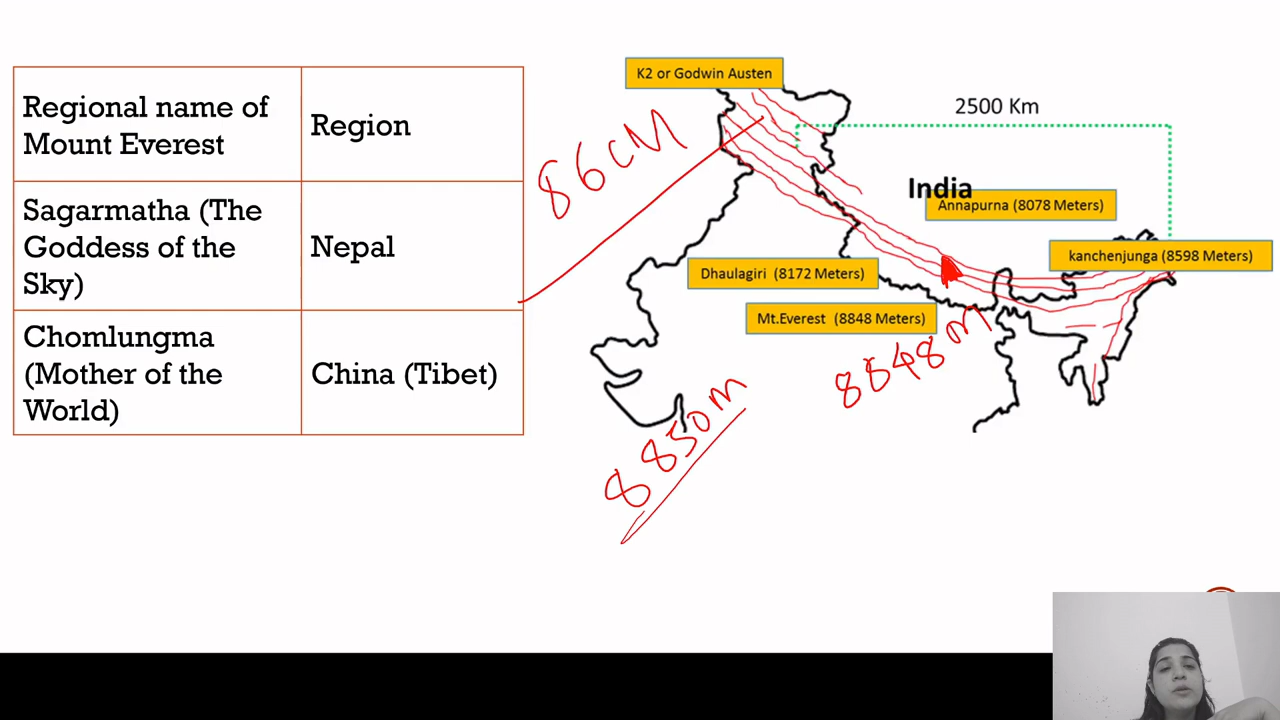 Regional name of
Mount Everest
Region
Sagarmatha (The
Goddess of the
Sky)
Nepal
Chomlungma
(Mother of the
World)
China (Tibet)
K2 or Godwin Austen
2500 Km
86cM
India
Annapurna (8078 Meters)
kanchenjunga (8598 Meters)
Dhaulagiri (8172 Meters)
Mt.Everest (8848 Meters)
8848m
8850m